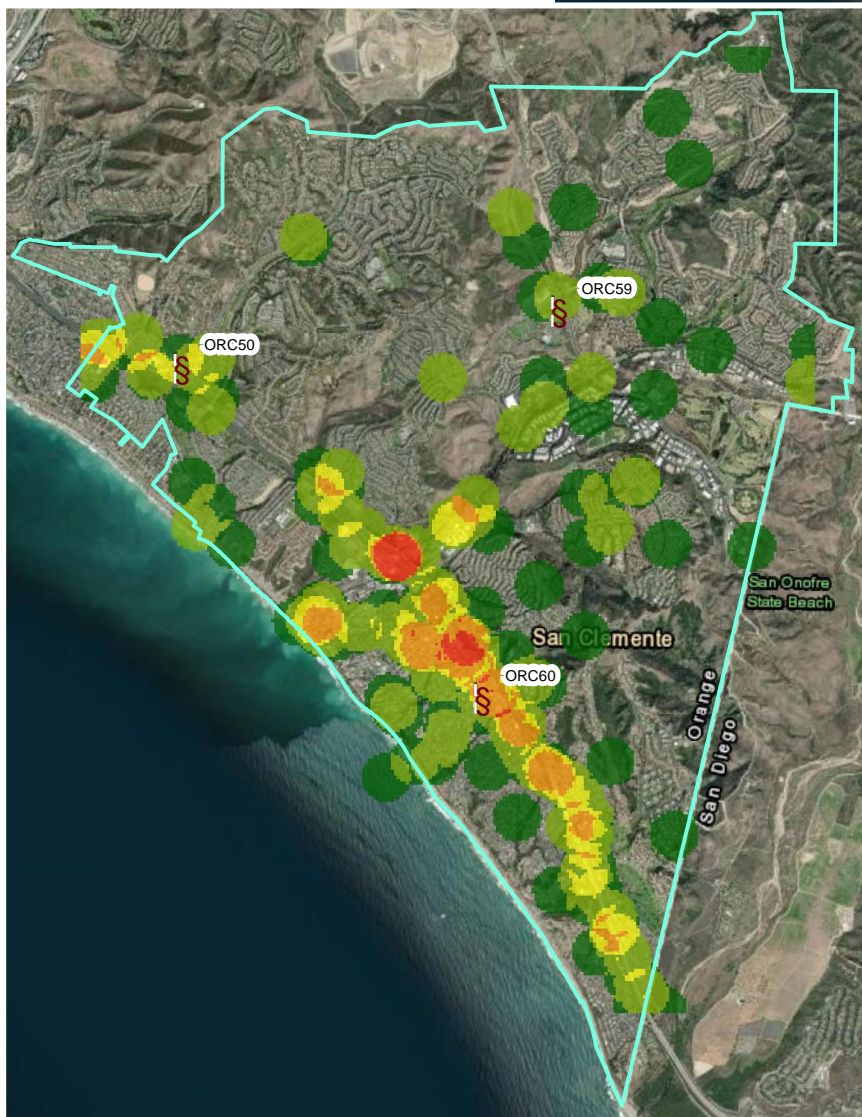 ORC59
§
ORC50
§
San Onofre
State Beach
San Clemente
ORC60
§
Orange
San Diego